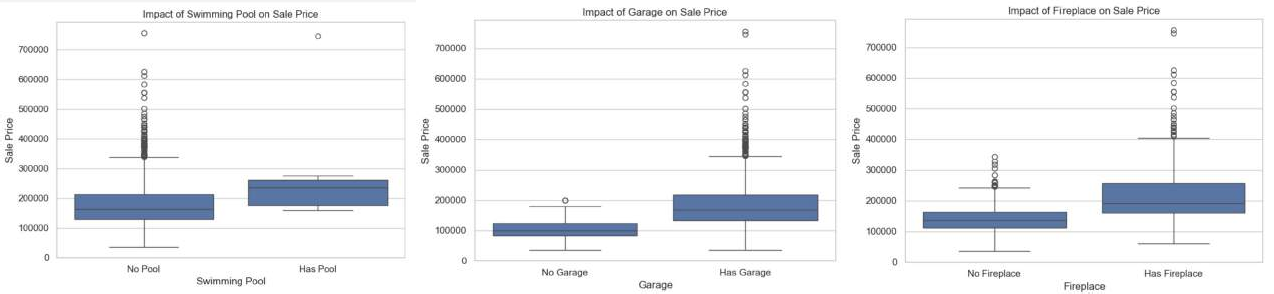 Impact of Swimming Pool on Sale Price
Sale Price
700000
600000
500000
400000
300000
200000
100000
0
No Pool
Has Pool
Swimming Pool
Impact of Garage on Sale Price
Sale Price
700000
600000
500000
400000
300000
200000
100000
0
No Garage
Has Garage
Garage
Impact of Fireplace on Sale Price
Sale Price
700000
600000
500000
400000
300000
200000
100000
0
No Fireplace
Has Fireplace
Fireplace